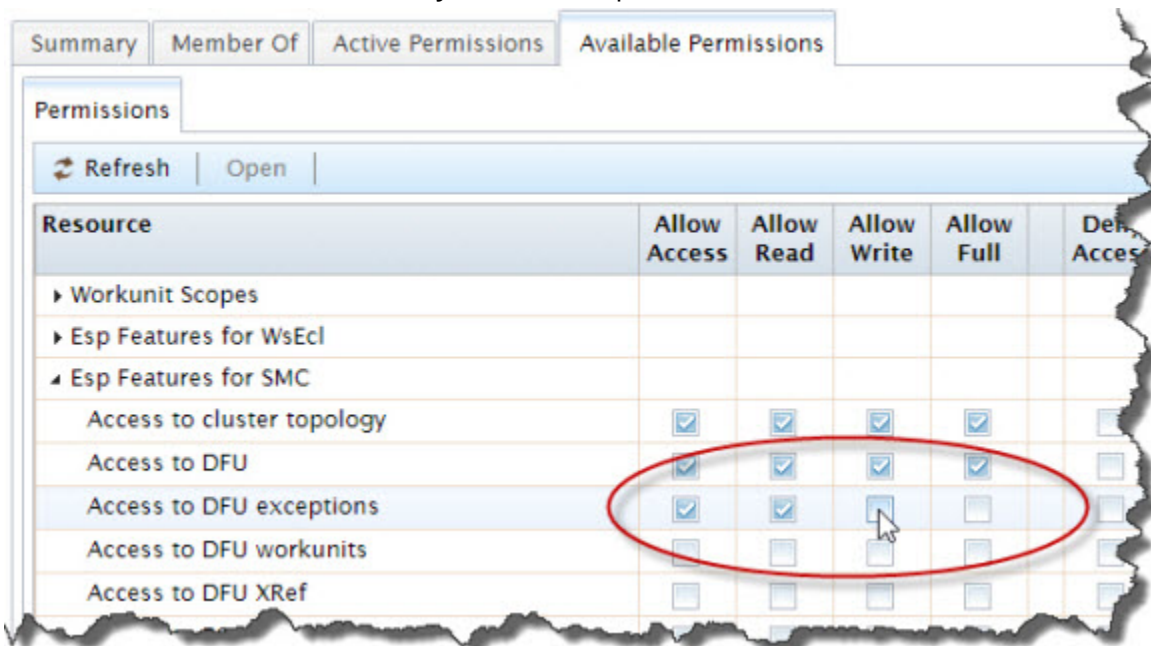 Summary Member Of Active Permissions Available Permissions
Permissions
Refresh Open
Resource Allow Access Allow Read Allow Write Allow Full
Workunit Scopes
Esp Features for WsEcl
Esp Features for SMC
Access to cluster topology
Access to DFU
Access to DFU exceptions
Access to DFU workunits
Access to DFU XRef